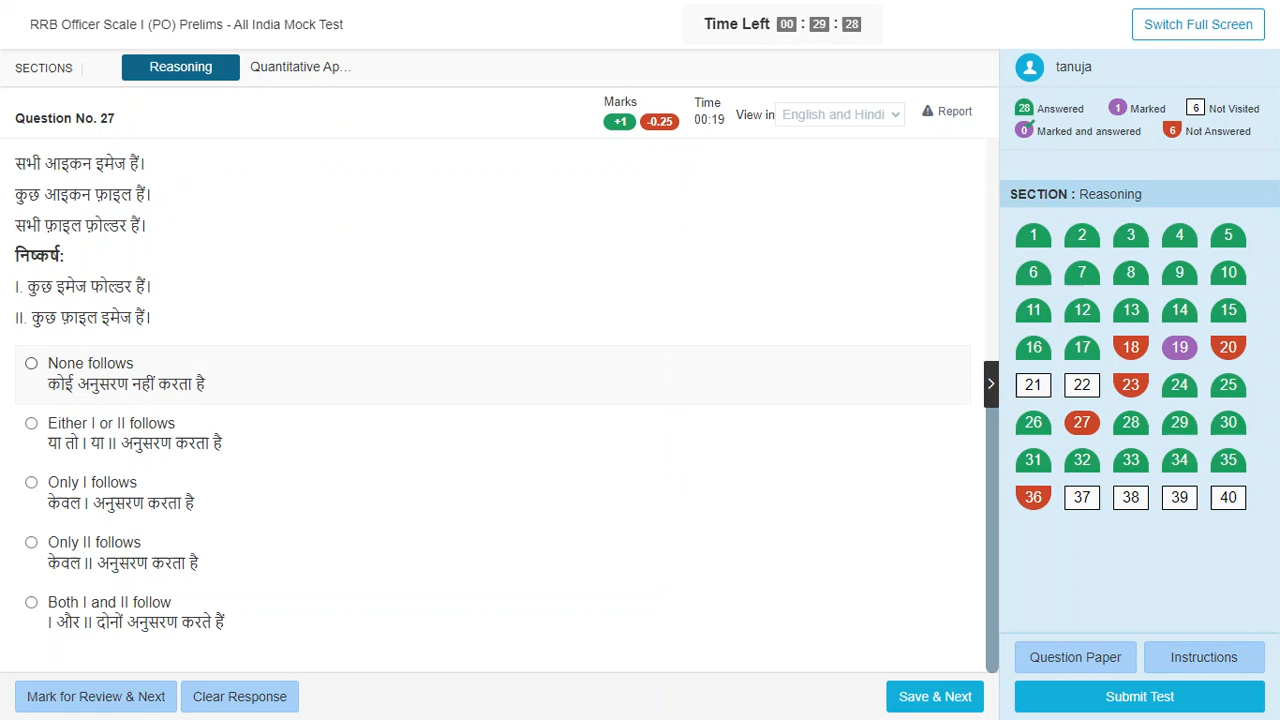 RRB Officer Scale I (PO) Prelims - All India Mock Test
Time Left 00 : 29 : 28
Switch Full Screen
SECTIONS
Reasoning
Quantitative Ap...
tanuja
Question No. 27
Marks
+1 -0.25
Time
00:19
View in English and Hindi
Report
28 Answered
1 Marked
6 Not Visited
0 Marked and answered
6 Not Answered
सभी आइकन इमेज हैं।
कुछ आइकन फ़ाइल हैं।
सभी फ़ाइल फ़ोल्डर हैं।
निष्कर्ष:
I. कुछ इमेज फोल्डर हैं।
II. कुछ फ़ाइल इमेज हैं।
None follows
कोई अनुसरण नहीं करता है
Either I or II follows
या तो I या II अनुसरण करता है
Only I follows
केवल I अनुसरण करता है
Only II follows
केवल II अनुसरण करता है
Both I and II follow
I और II दोनों अनुसरण करते हैं
SECTION : Reasoning
1 2 3 4 5
6 7 8 9 10
11 12 13 14 15
16 17 18 19 20
21 22 23 24 25
26 27 28 29 30
31 32 33 34 35
36 37 38 39 40
Mark for Review & Next
Clear Response
Save & Next
Question Paper
Instructions
Submit Test